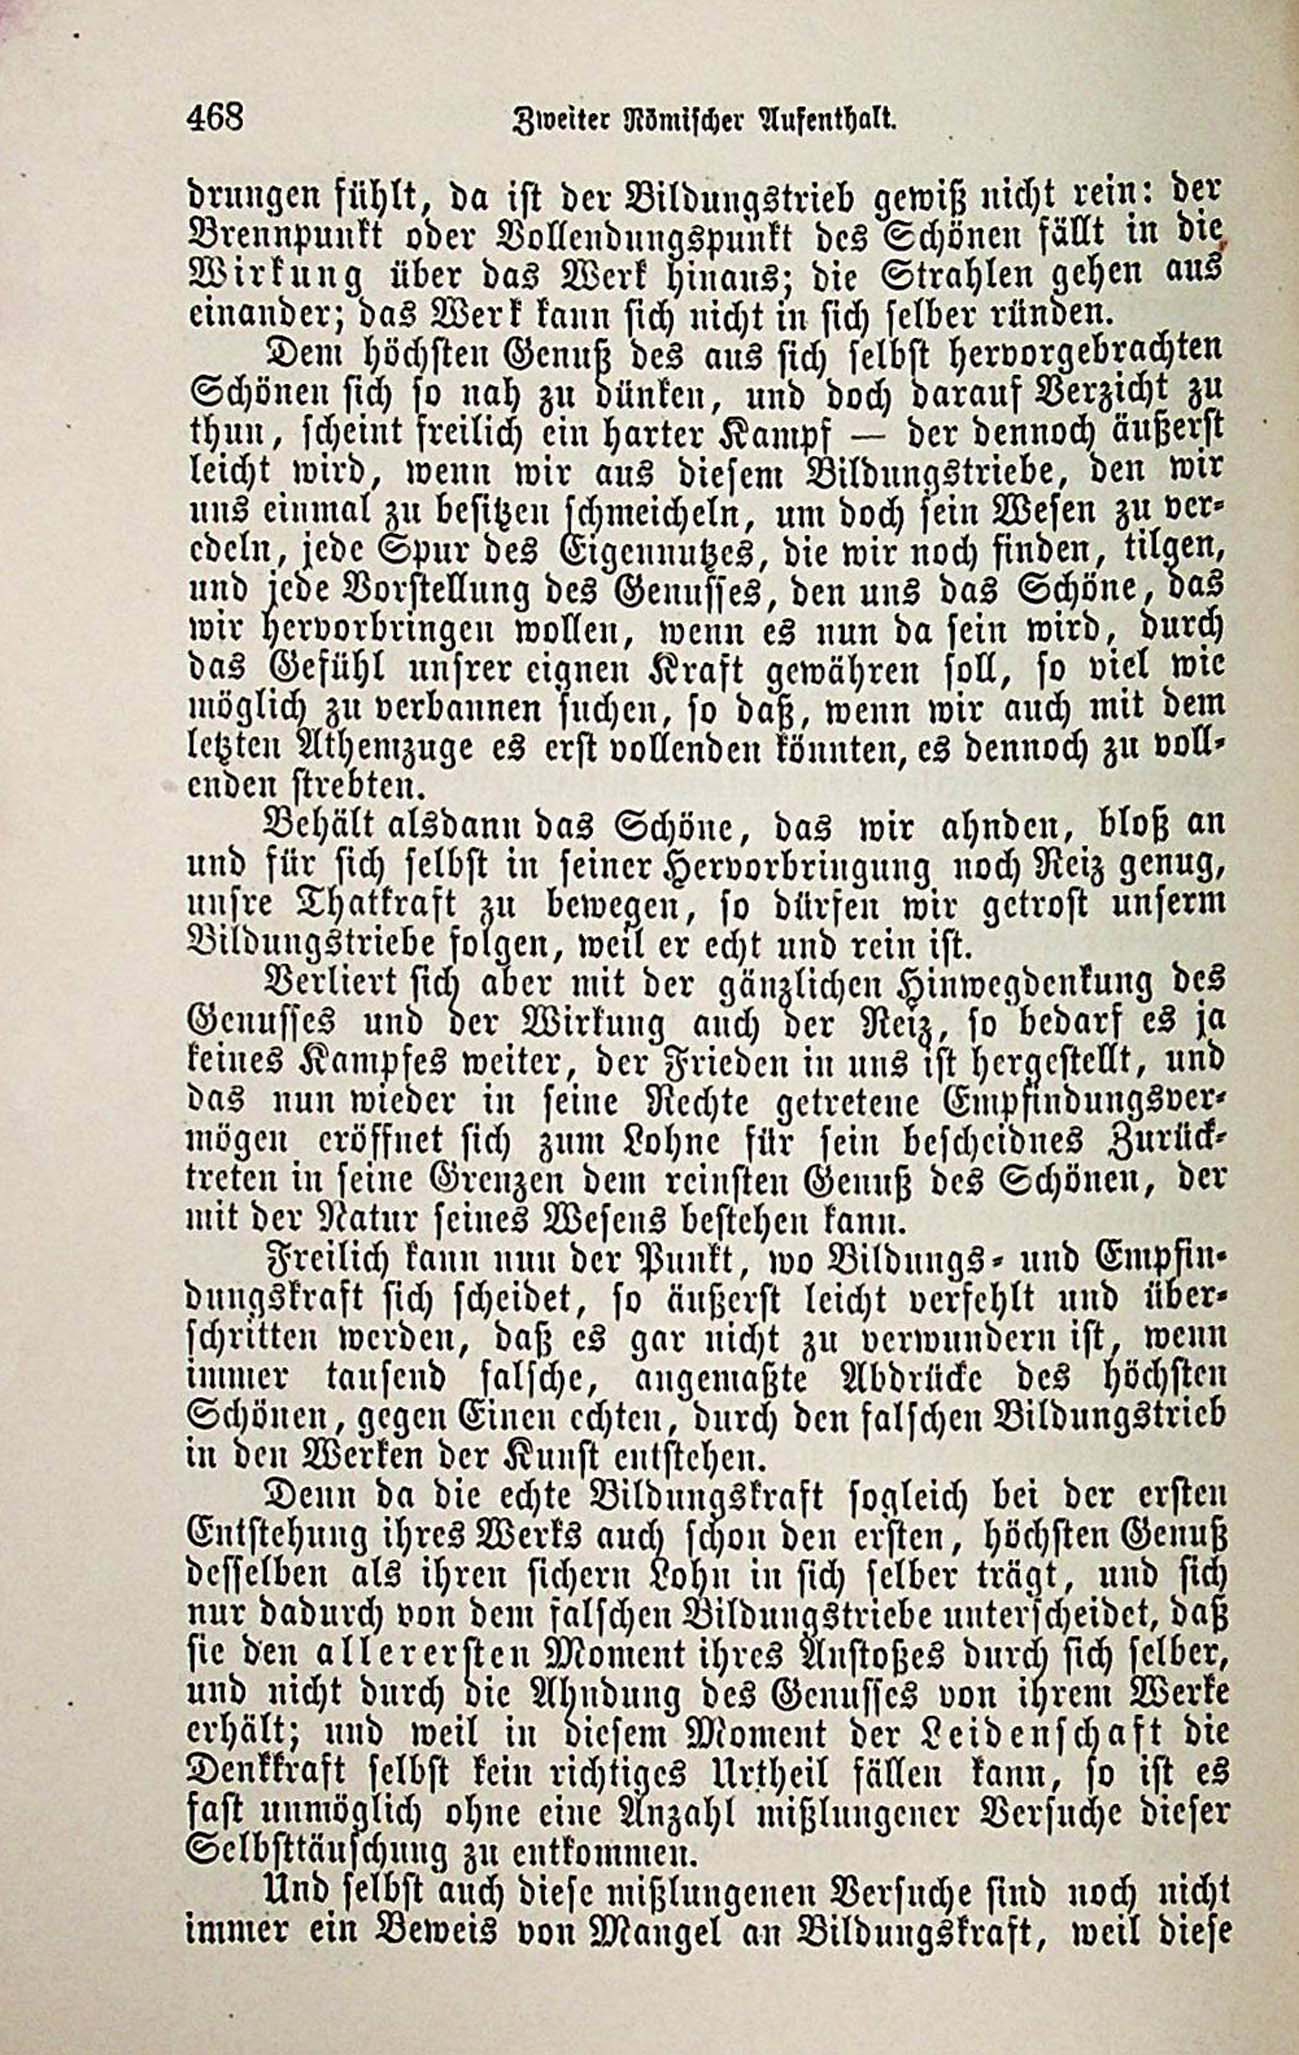 468 Zweiter Römischer Aufenthalt.
drungen fühlt, da ist der Bildungstrieb gewiß nicht rein: der
Brennpunkt oder Vollendungspunkt des Schönen fällt in die
Wirkung über das Werk hinaus; die Strahlen gehen aus
einander; das Werk kann sich nicht in sich selber ründen.
Dem höchsten Genuß des aus sich selbst hervorgebrachten
Schönen sich so nah zu dünken, und doch darauf Verzicht zu
thun, scheint freilich ein harter Kampf — der dennoch äußerst
leicht wird, wenn wir aus diesem Bildungstriebe, den wir
uns einmal zu besitzen schmeicheln, um doch sein Wesen zu ver-
edeln, jede Spur des Eigennutzes, die wir noch finden, tilgen,
und jede Vorstellung des Genusses, den uns das Schöne, das
wir hervorbringen wollen, wenn es nun da sein wird, durch
das Gefühl unsrer eignen Kraft gewähren soll, so viel wie
möglich zu verbannen suchen, so daß, wenn wir auch mit dem
letzten Athemzuge es erst vollenden könnten, es dennoch zu voll-
enden strebten.
Behält alsdann das Schöne, das wir ahnden, bloß an
und für sich selbst in seiner Hervorbringung noch Reiz genug,
unsre Thatkraft zu bewegen, so dürfen wir getrost unserm
Bildungstriebe folgen, weil er echt und rein ist.
Verliert sich aber mit der gänzlichen Hinwegdenkung des
Genusses und der Wirkung auch der Reiz, so bedarf es ja
keines Kampfes weiter, der Frieden in uns ist hergestellt, und
das nun wieder in seine Rechte getretene Empfindungsver-
mögen eröffnet sich zum Lohne für sein bescheidnes Zurück-
treten in seine Grenzen dem reinsten Genuß des Schönen, der
mit der Natur seines Wesens bestehen kann.
Freilich kann nun der Punkt, wo Bildungs- und Empfin-
dungskraft sich scheidet, so äußerst leicht verfehlt und über-
schritten werden, daß es gar nicht zu verwundern ist, wenn
immer tausend falsche, angemaßte Abdrücke des höchsten
Schönen, gegen Einen echten, durch den falschen Bildungstrieb
in den Werken der Kunst entstehen.
Denn da die echte Bildungskraft sogleich bei der ersten
Entstehung ihres Werks auch schon den ersten, höchsten Genuß
desselben als ihren sichern Lohn in sich selber trägt, und sich
nur dadurch von dem falschen Bildungstriebe unterscheidet, daß
sie den allerersten Moment ihres Anstoßes durch sich selber,
und nicht durch die Ahndung des Genusses von ihrem Werke
erhält; und weil in diesem Moment der Leidenschaft die
Denkkraft selbst kein richtiges Urtheil fällen kann, so ist es
fast unmöglich ohne eine Anzahl mißlungener Versuche dieser
Selbsttäuschung zu entkommen.
Und selbst auch diese mißlungenen Versuche sind noch nicht
immer ein Beweis von Mangel an Bildungskraft, weil diese